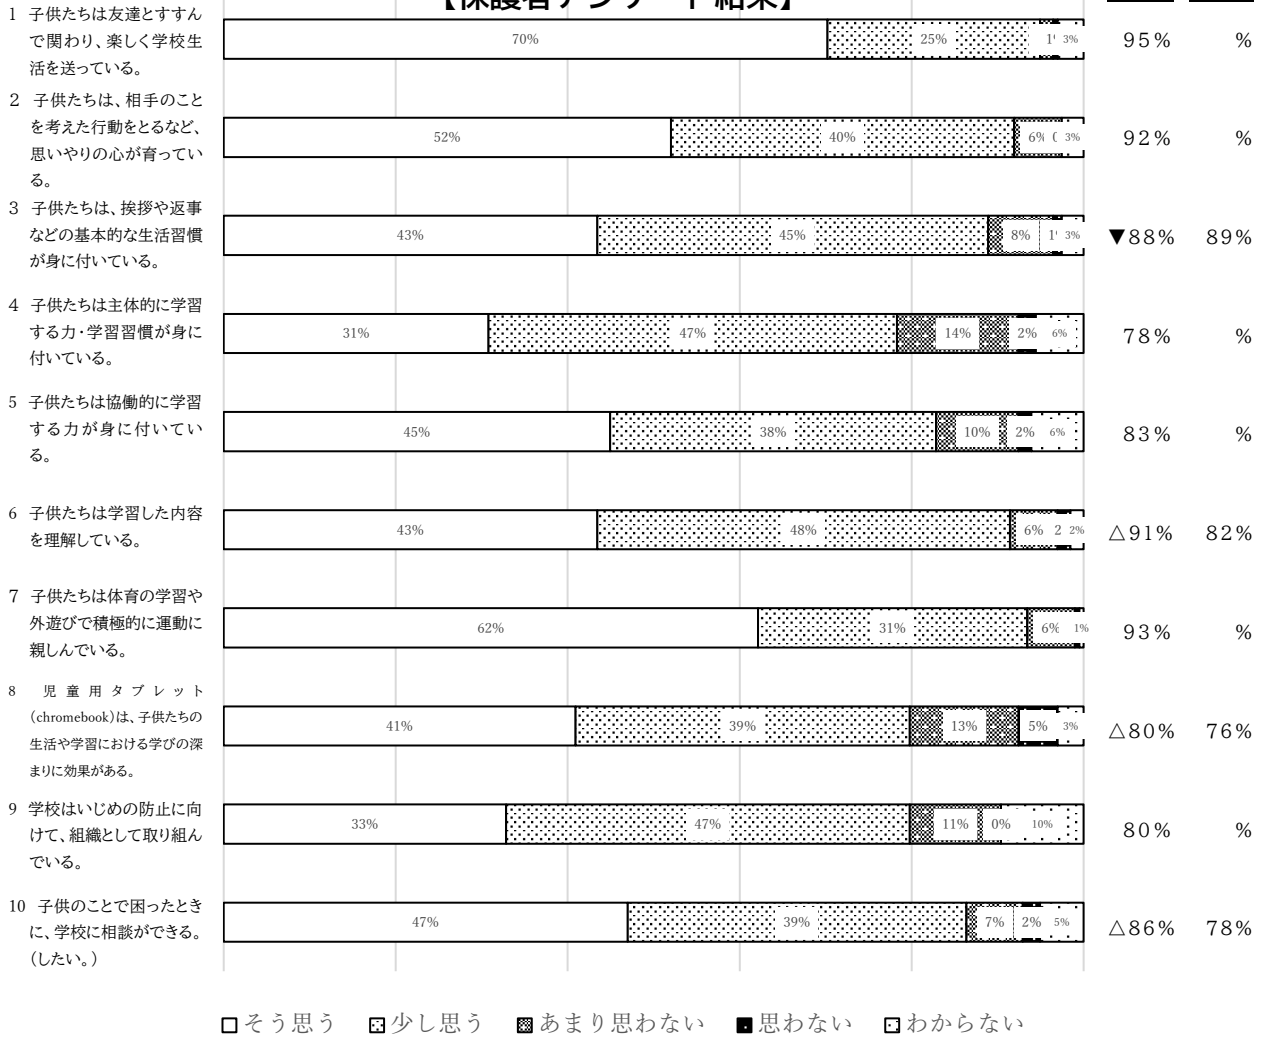 【保護者アンケート結果】
1 子供たちは友達とすすん
で関わり、楽しく学校生
活を送っている。
70% 25% 3% 95% %
2 子供たちは、相手のこと
を考えた行動をとるなど、
思いやりの心が育ってい
る。
52% 40% 6% 3% 92% %
3 子供たちは、挨拶や返事
などの基本的な生活習慣
が身に付いている。
43% 45% 8% 3% ▼88% 89%
4 子供たちは主体的に学習
する力・学習習慣が身に
付いている。
31% 47% 14% 2% 6% 78% %
5 子供たちは協働的に学習
する力が身に付いてい
る。
45% 38% 10% 2% 6% 83% %
6 子供たちは学習した内容
を理解している。
43% 48% 6% 2 2% △91% 82%
7 子供たちは体育の学習や
外遊びで積極的に運動に
親しんでいる。
62% 31% 6% 1% 93% %
8 児童用タブレット
（chromebook）は、子供たちの
生活や学習における学びの深
まりに効果がある。
41% 39% 13% 5% 3% △80% 76%
9 学校はいじめの防止に向
けて、組織として取り組ん
でいる。
33% 47% 11% 0% 10% 80% %
10 子供のことで困ったとき
に、学校に相談ができる。
（したい。）
47% 39% 7% 2% 5% △86% 78%
そう思う 少し思う あまり思わない 思わない わからない